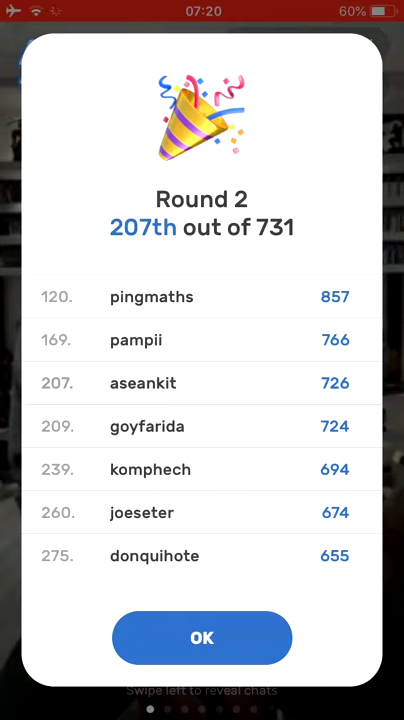 07:20
60%
Round 2
207th out of 731
120. pingmaths 857
169. pampii 766
207. aseankit 726
209. goyfarida 724
239. komphech 694
260. joeseter 674
275. donquihote 655
OK
Swipe left to reveal chats